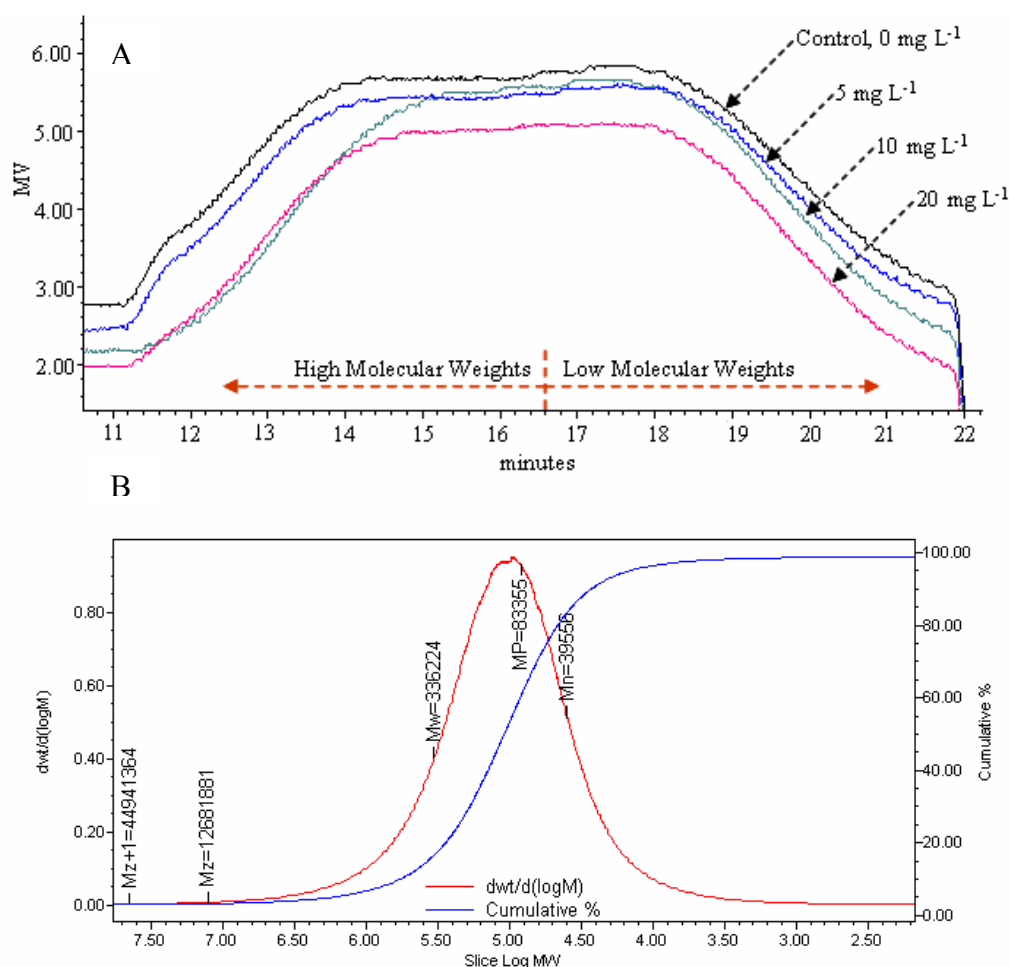 A
Control, 0 mg L-1
5 mg L-1
10 mg L-1
20 mg L-1
6.00
5.00
4.00
3.00
2.00
MV
High Molecular Weights
Low Molecular Weights
11 12 13 14 15 16 17 18 19 20 21 22
minutes
B
100.00
80.00
60.00
40.00
20.00
0.00
Cumulative %
0.80
0.60
0.40
0.20
0.00
dwt/d(logM)
Mz+1=44941364
Mz=12681881
Mw=336224
MP=83355
Mn=39556
dwt/d(logM)
Cumulative %
7.50 7.00 6.50 6.00 5.50 5.00 4.50 4.00 3.50 3.00 2.50
Slice Log MW